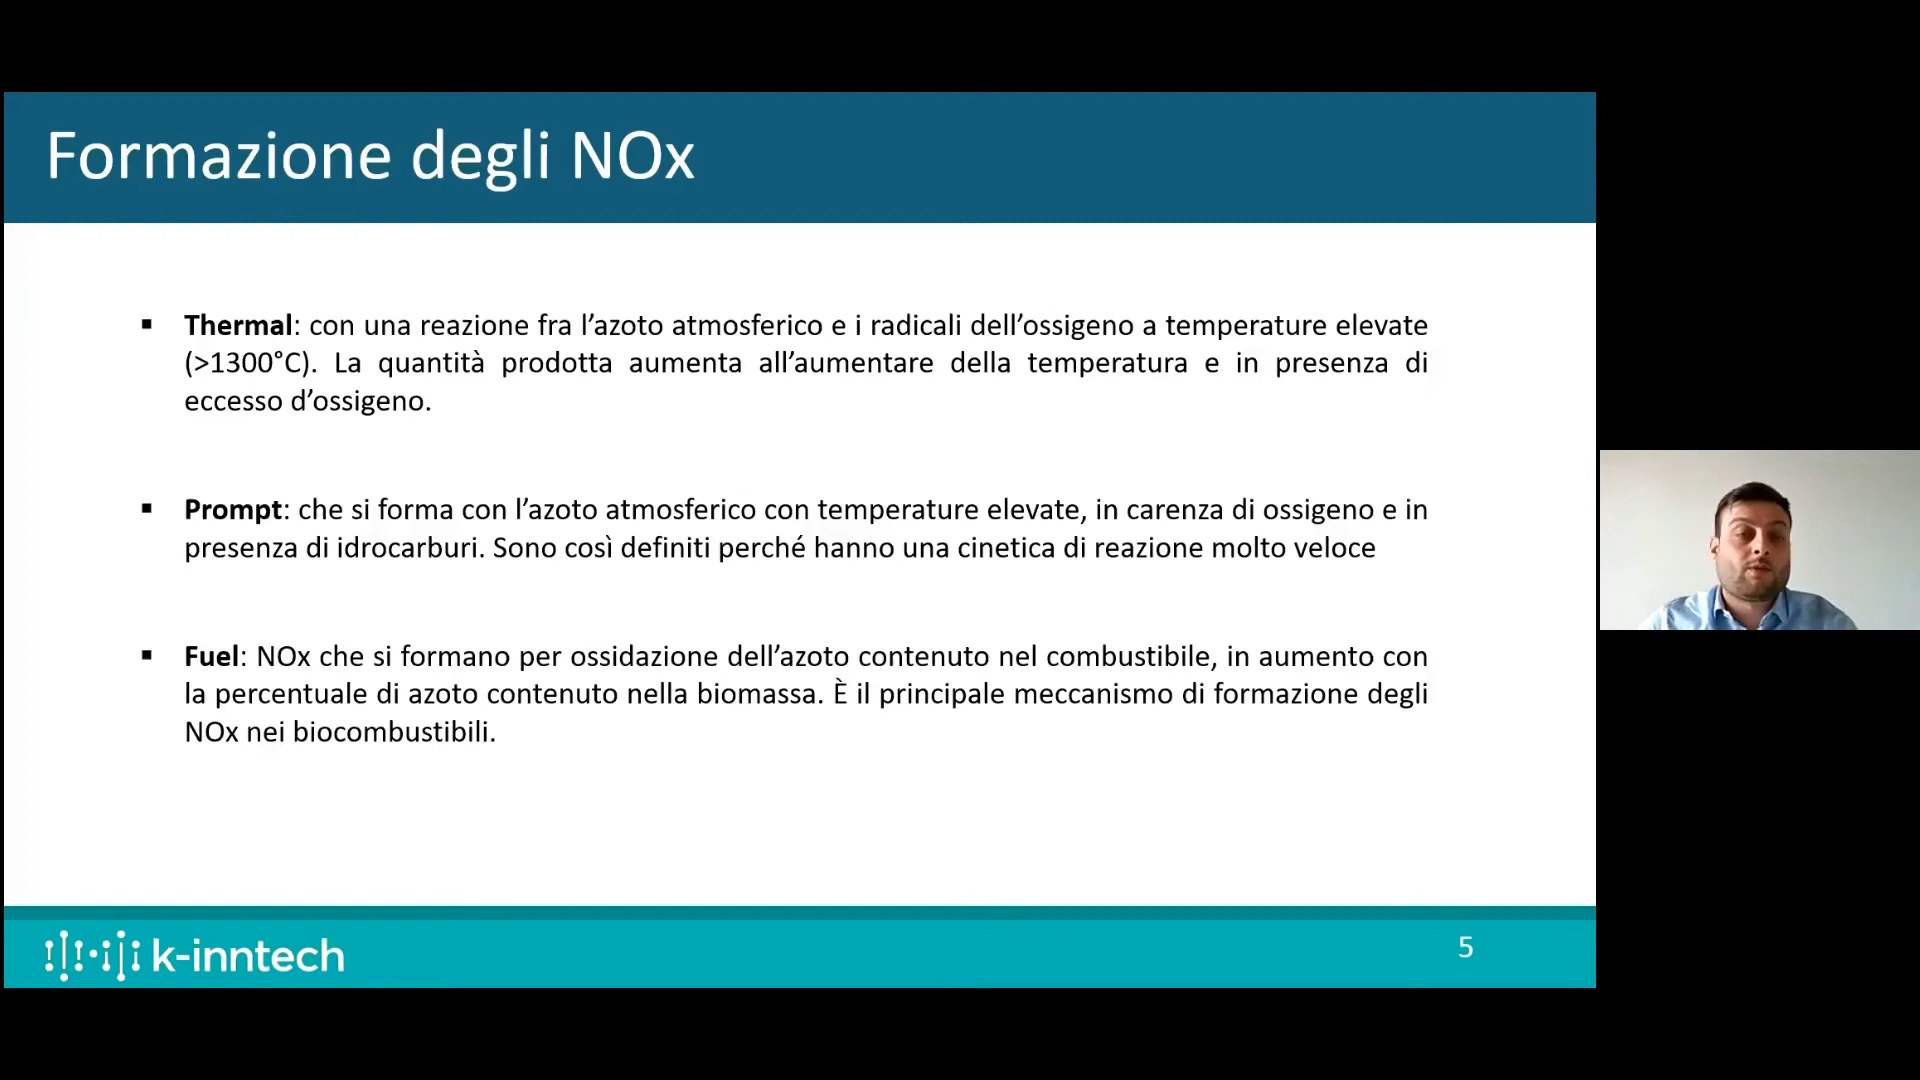 Formazione degli NOx
▪ Thermal: con una reazione fra l’azoto atmosferico e i radicali dell’ossigeno a temperature elevate
(>1300°C). La quantità prodotta aumenta all’aumentare della temperatura e in presenza di
eccesso d’ossigeno.
▪ Prompt: che si forma con l’azoto atmosferico con temperature elevate, in carenza di ossigeno e in
presenza di idrocarburi. Sono così definiti perché hanno una cinetica di reazione molto veloce
▪ Fuel: NOx che si formano per ossidazione dell’azoto contenuto nel combustibile, in aumento con
la percentuale di azoto contenuto nella biomassa. È il principale meccanismo di formazione degli
NOx nei biocombustibili.
k-inntech
5